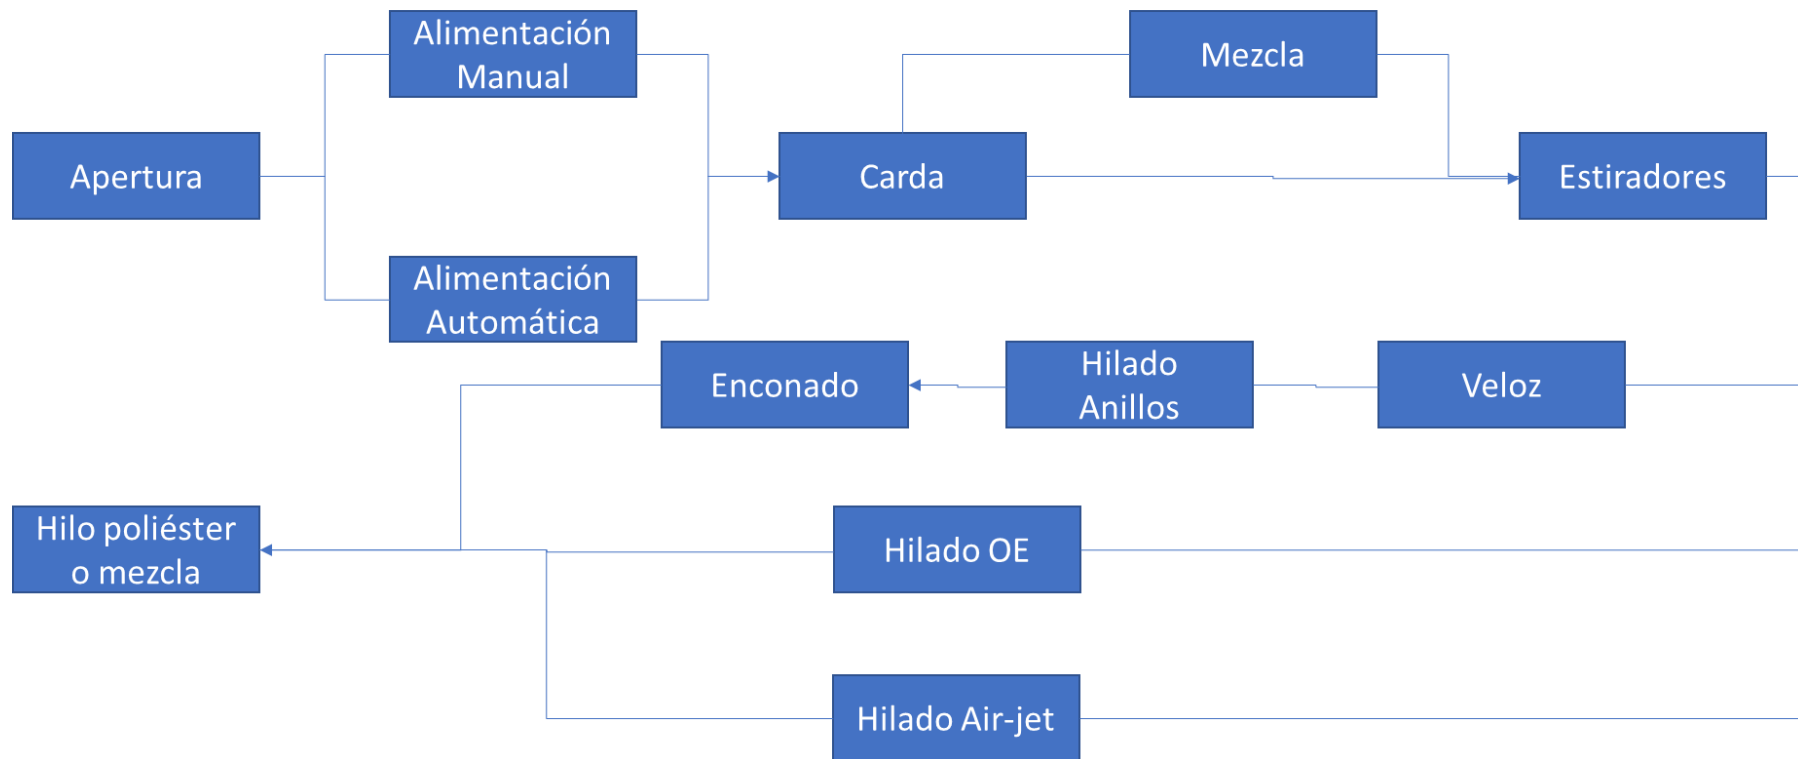 Alimentación
Manual
Mezcla
Apertura
Carda
Estiradores
Alimentación
Automática
Enconado
Hilado
Anillos
Veloz
Hilo poliéster
o mezcla
Hilado OE
Hilado Air-jet